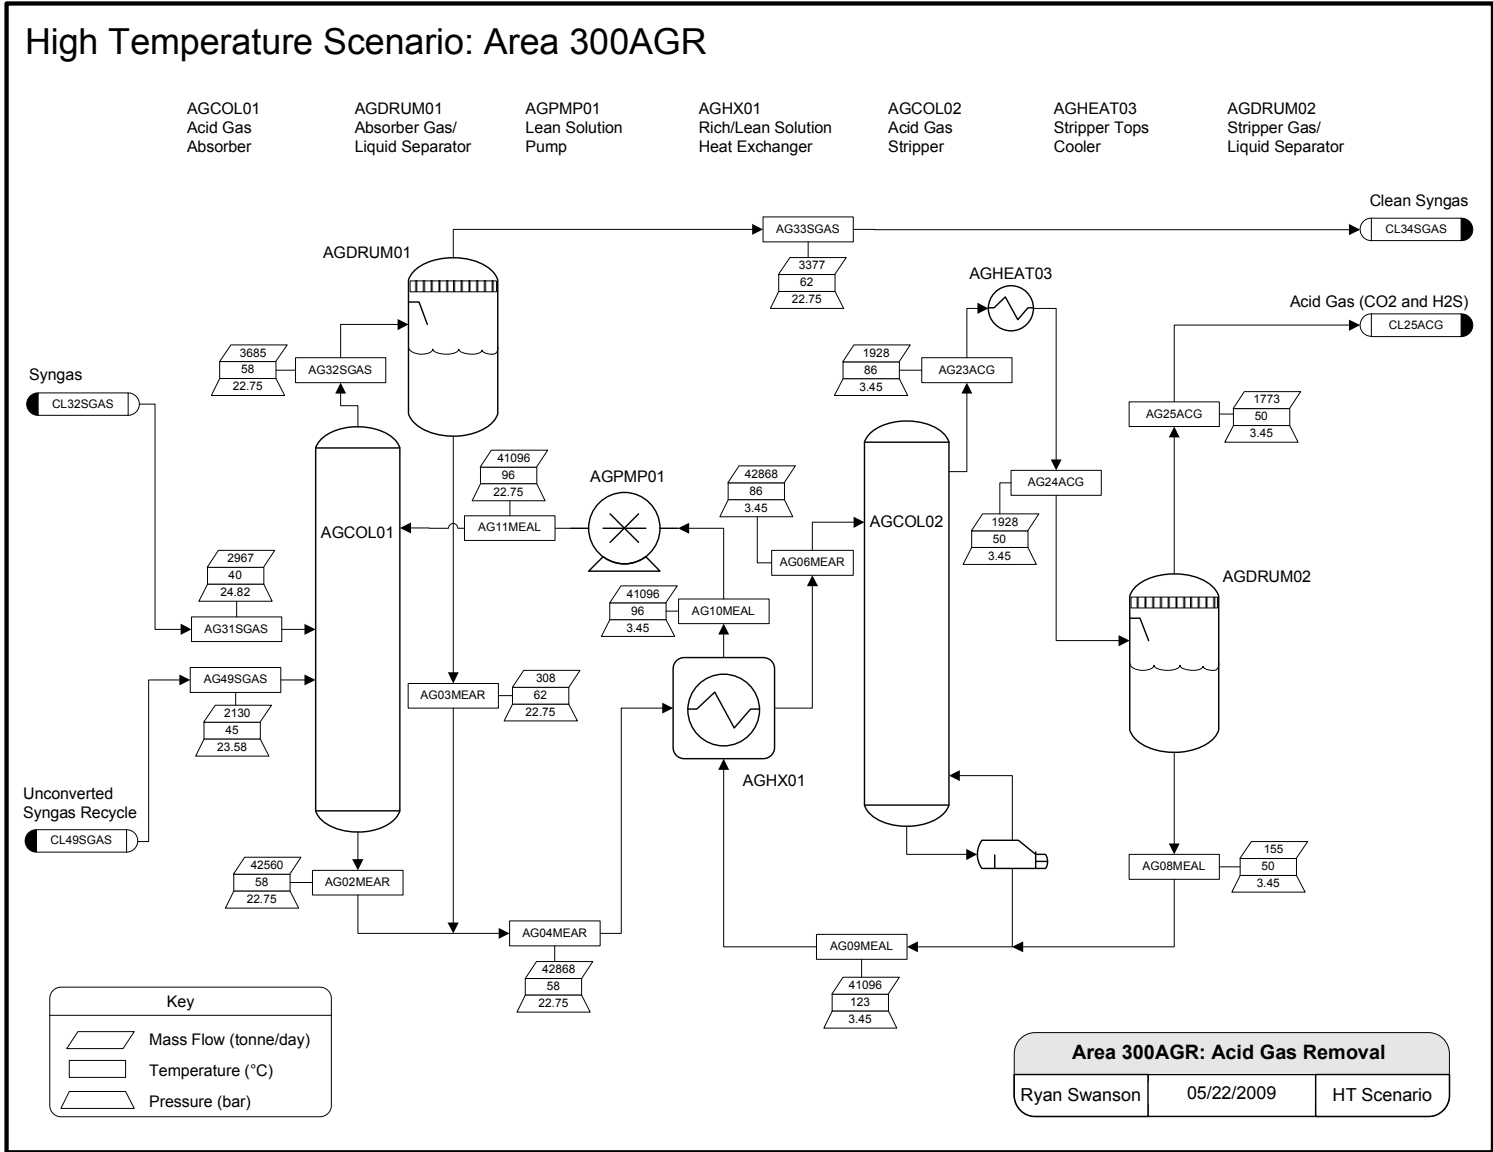 High Temperature Scenario: Area 300AGR
AGCOL01
Acid Gas
Absorber
AGDRUM01
Absorber Gas/
Liquid Separator
AGPMP01
Lean Solution
Pump
AGHX01
Rich/Lean Solution
Heat Exchanger
AGCOL02
Acid Gas
Stripper
AGHEAT03
Stripper Tops
Cooler
AGDRUM02
Stripper Gas/
Liquid Separator
Clean Syngas
CL34SGAS
AG33SGAS
3377
62
22.75
AGDRUM01
AGHEAT03
Acid Gas (CO2 and H2S)
CL25ACG
3685
58
22.75
AG32SGAS
1928
86
3.45
AG23ACG
Syngas
CL32SGAS
AG25ACG
1773
50
3.45
41096
96
22.75
AG11MEAL
AGPMP01
42868
86
3.45
AG06MEAR
AGCOL01
AGCOL02
AG24ACG
1928
50
3.45
2967
40
24.82
AG31SGAS
41096
96
3.45
AG10MEAL
AGDRUM02
AG49SGAS
2130
45
23.58
AG03MEAR
308
62
22.75
AGHX01
Unconverted
Syngas Recycle
CL49SGAS
42560
58
22.75
AG02MEAR
AG08MEAL
155
50
3.45
AG04MEAR
42868
58
22.75
AG09MEAL
41096
123
3.45
Key
Mass Flow (tonne/day)
Temperature (°C)
Pressure (bar)
Area 300AGR: Acid Gas Removal
Ryan Swanson
05/22/2009
HT Scenario